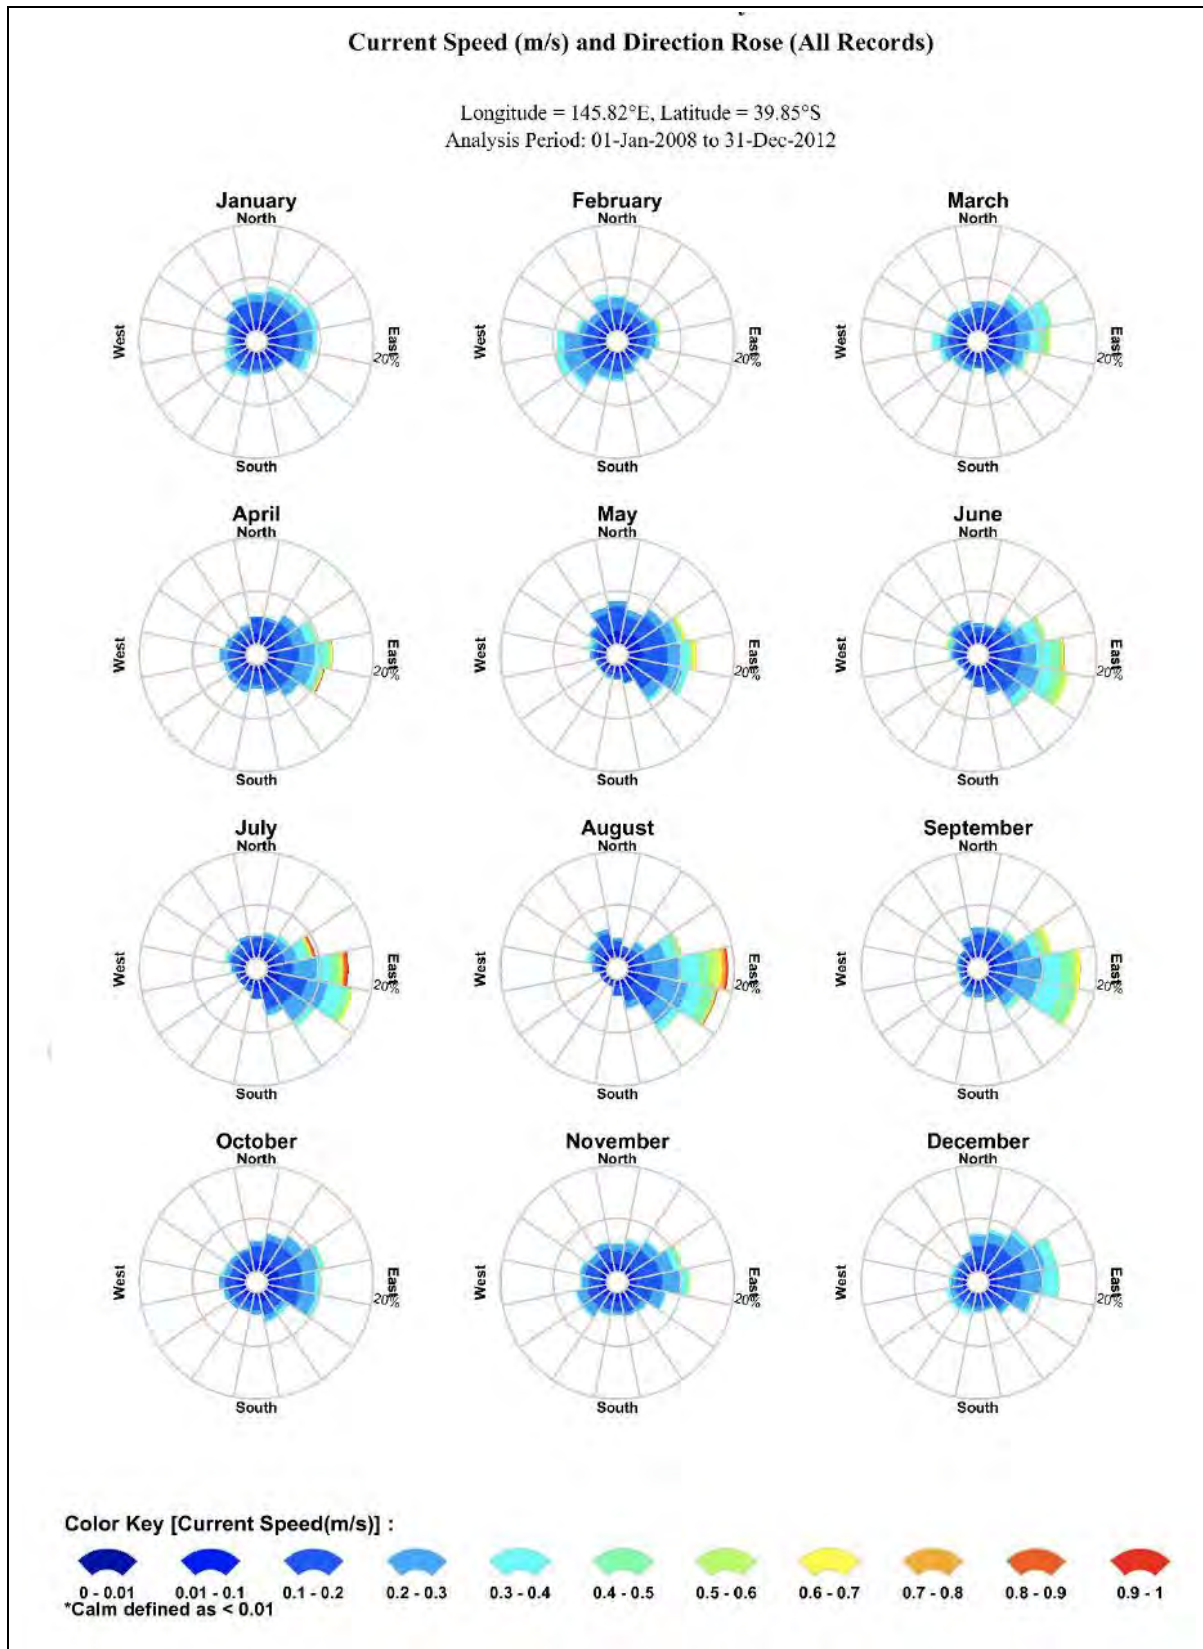 Current Speed (m/s) and Direction Rose (All Records)
Longitude = 145.82°E, Latitude = 39.85°S
Analysis Period: 01-Jan-2008 to 31-Dec-2012
January
North
West
East
20%
South
February
North
West
East
20%
South
March
North
West
East
20%
South
April
North
West
East
20%
South
May
North
West
East
20%
South
June
North
West
East
20%
South
July
North
West
East
20%
South
August
North
West
East
20%
South
September
North
West
East
20%
South
October
North
West
East
20%
South
November
North
West
East
20%
South
December
North
West
East
20%
South
Color Key [Current Speed(m/s)] :
0 - 0.01 0.01 - 0.1 0.1 - 0.2 0.2 - 0.3 0.3 - 0.4 0.4 - 0.5 0.5 - 0.6 0.6 - 0.7 0.7 - 0.8 0.8 - 0.9 0.9 - 1
*Calm defined as < 0.01